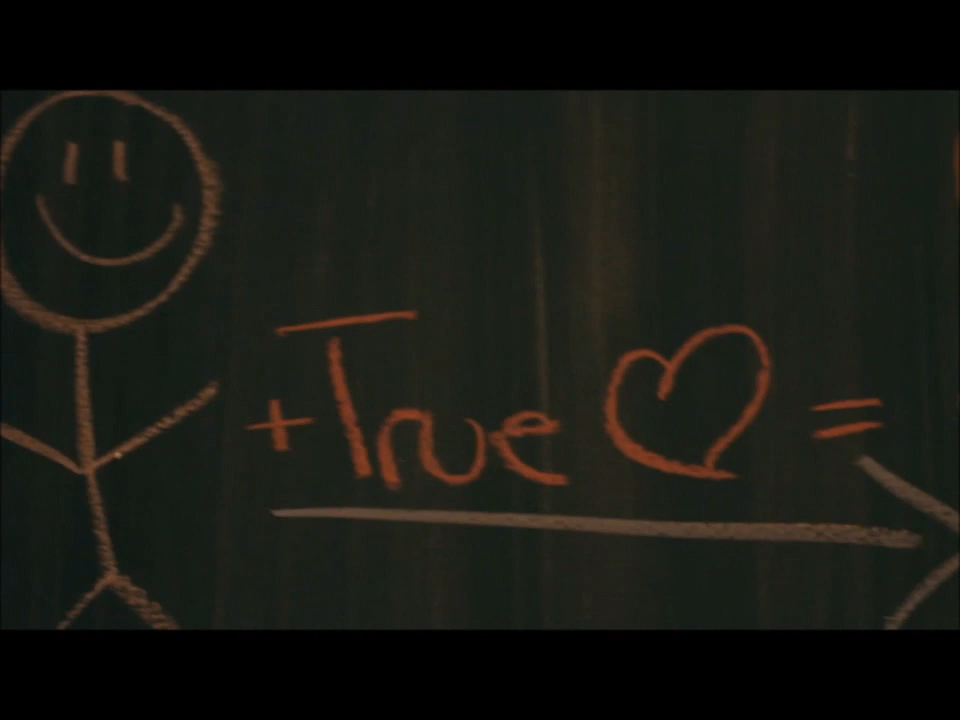 + True ♡ =